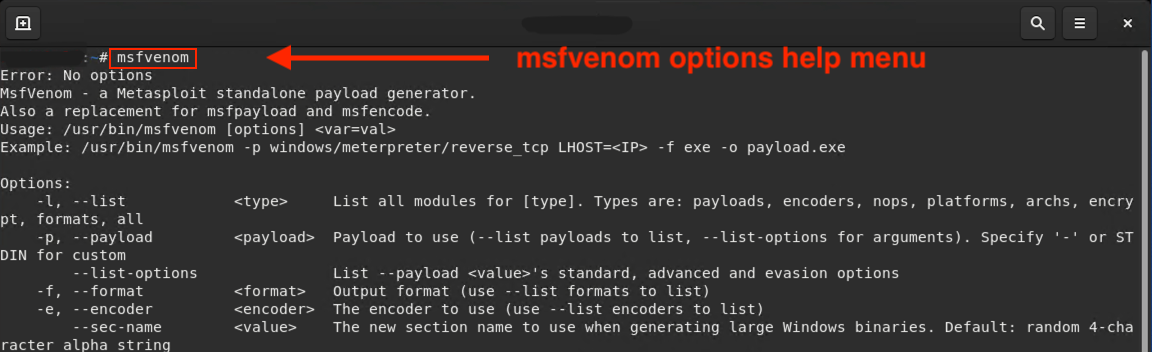 :~# msfvenom msfvenom options help menu
Error: No options
MsfVenom - a Metasploit standalone payload generator.
Also a replacement for msfpayload and msfencode.
Usage: /usr/bin/msfvenom [options] <var=val>
Example: /usr/bin/msfvenom -p windows/meterpreter/reverse_tcp LHOST=<IP> -f exe -o payload.exe
Options:
-l, --list <type> List all modules for [type]. Types are: payloads, encoders, nops, platforms, archs, encry
pt, formats, all
-p, --payload <payload> Payload to use (--list payloads to list, --list-options for arguments). Specify '-' or ST
DIN for custom
--list-options List --payload <value>'s standard, advanced and evasion options
-f, --format <format> Output format (use --list formats to list)
-e, --encoder <encoder> The encoder to use (use --list encoders to list)
--sec-name <value> The new section name to use when generating large Windows binaries. Default: random 4-cha
racter alpha string